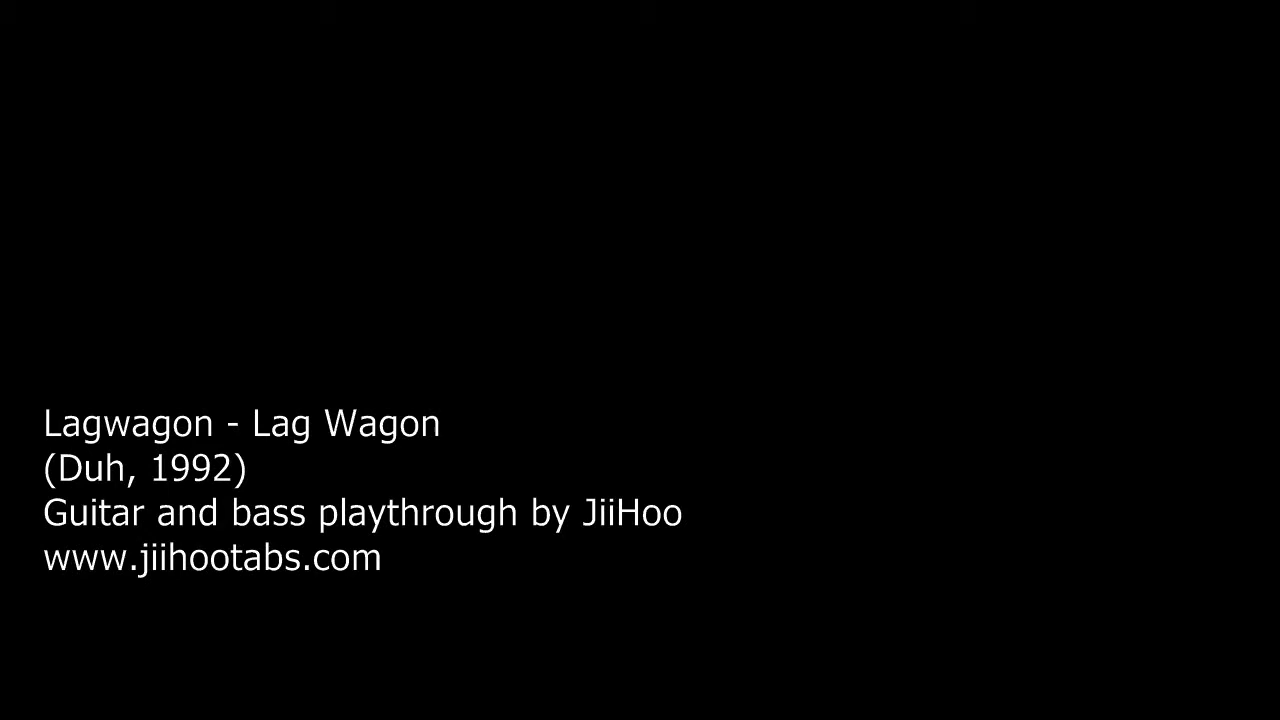 Lagwagon - Lag Wagon
(Duh, 1992)
Guitar and bass playthrough by JiiHoo
www.jiihootabs.com